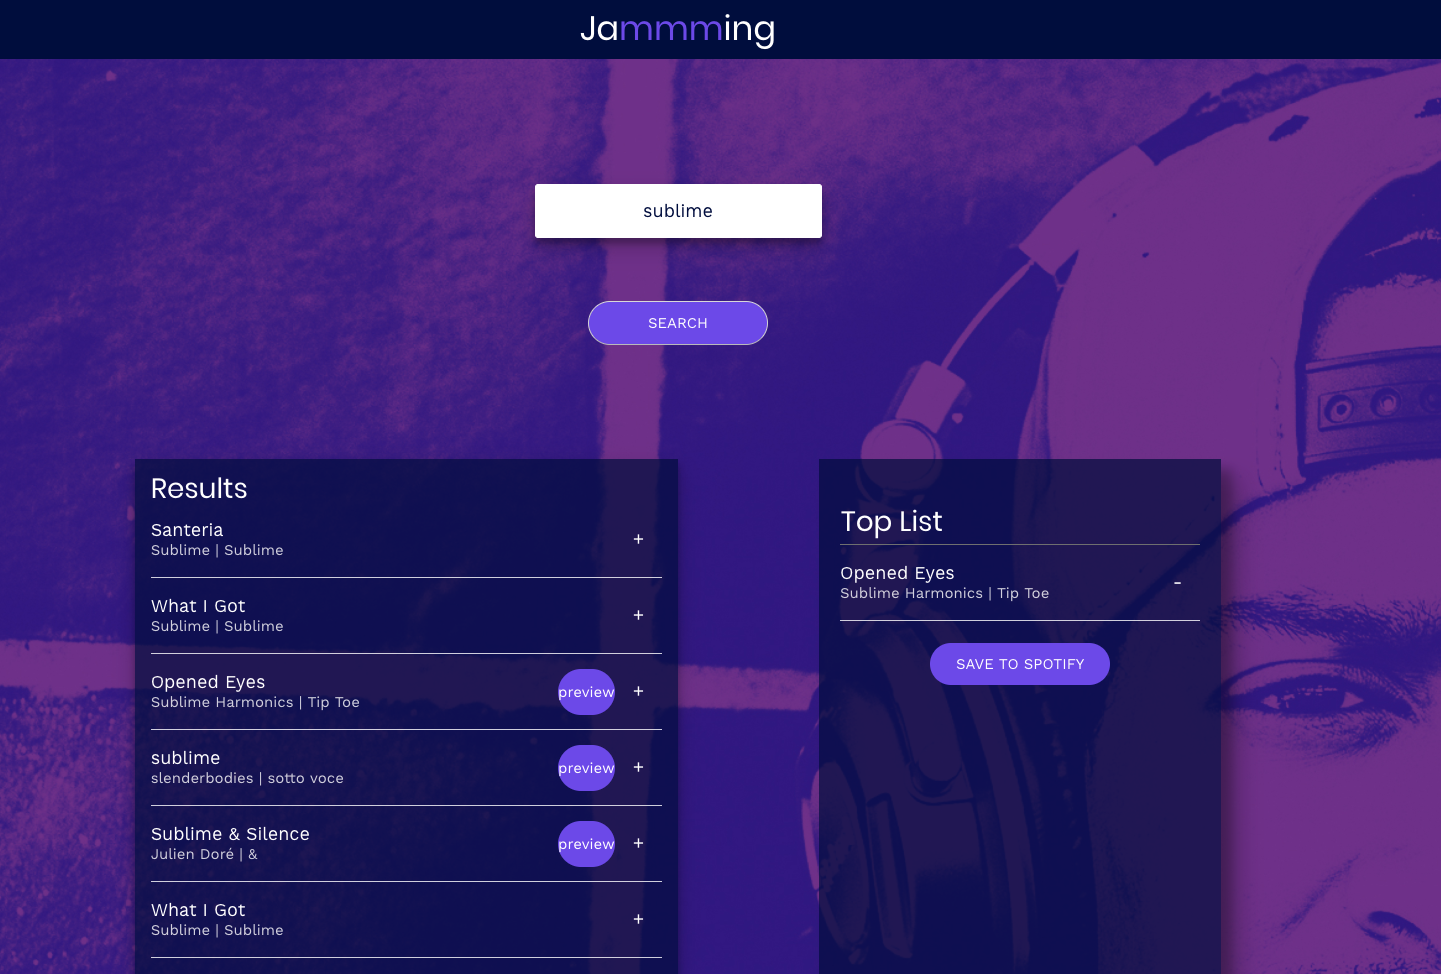 Jammming
sublime
SEARCH
Results
Santeria
Sublime | Sublime
+
What I Got
Sublime | Sublime
+
Opened Eyes
Sublime Harmonics | Tip Toe
preview
+
sublime
slenderbodies | sotto voce
preview
+
Sublime & Silence
Julien Doré | &
preview
+
What I Got
Sublime | Sublime
+
Top List
Opened Eyes
Sublime Harmonics | Tip Toe
-
SAVE TO SPOTIFY